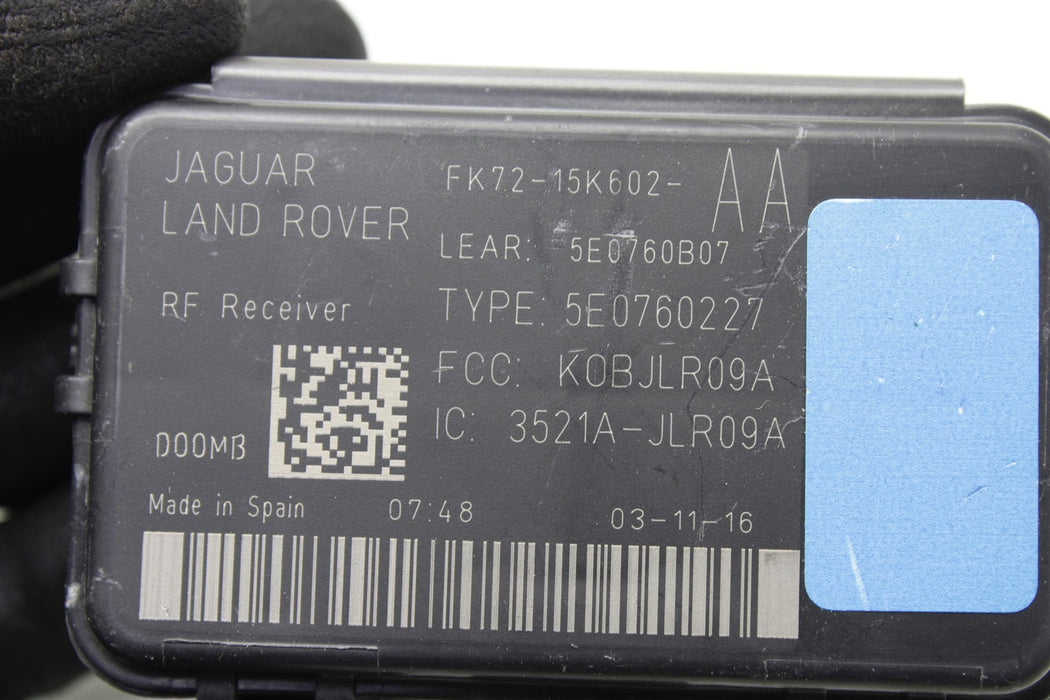 JAGUAR
LAND ROVER
FK72-15K602- AA
LEAR: 5E0760B07
RF Receiver
TYPE: 5E0760227
FCC: KOBJLR09A
IC: 3521A-JLR09A
D00MB
Made in Spain 07:48 03-11-16